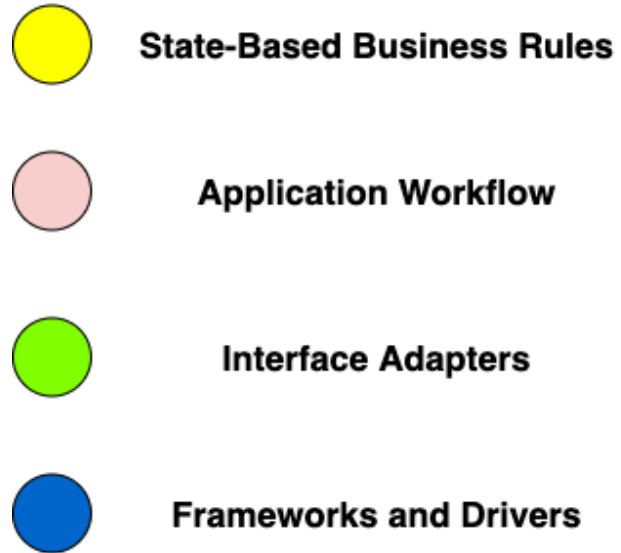 State-Based Business Rules
Application Workflow
Interface Adapters
Frameworks and Drivers